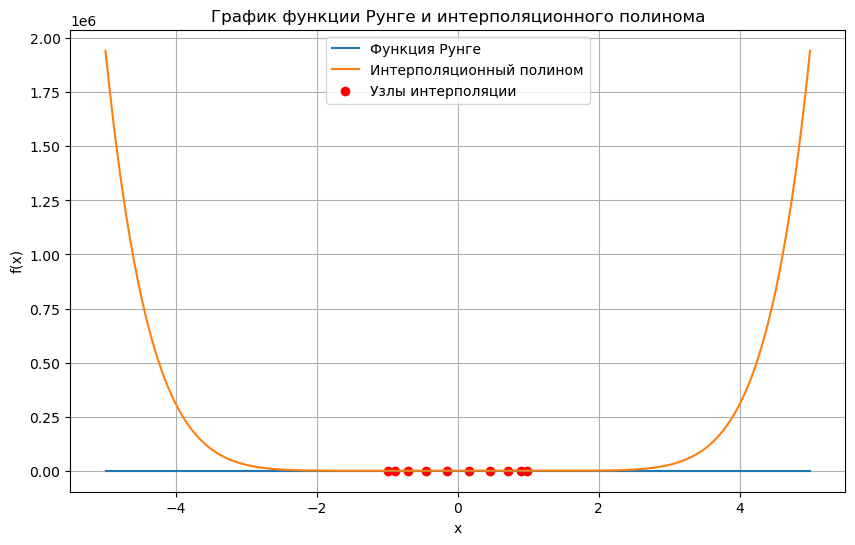 График функции Рунге и интерполяционного полинома
1e6
Функция Рунге
Интерполяционный полином
Узлы интерполяции
2.00
1.75
1.50
1.25
1.00
0.75
0.50
0.25
0.00
f(x)
−4
−2
0
2
4
x